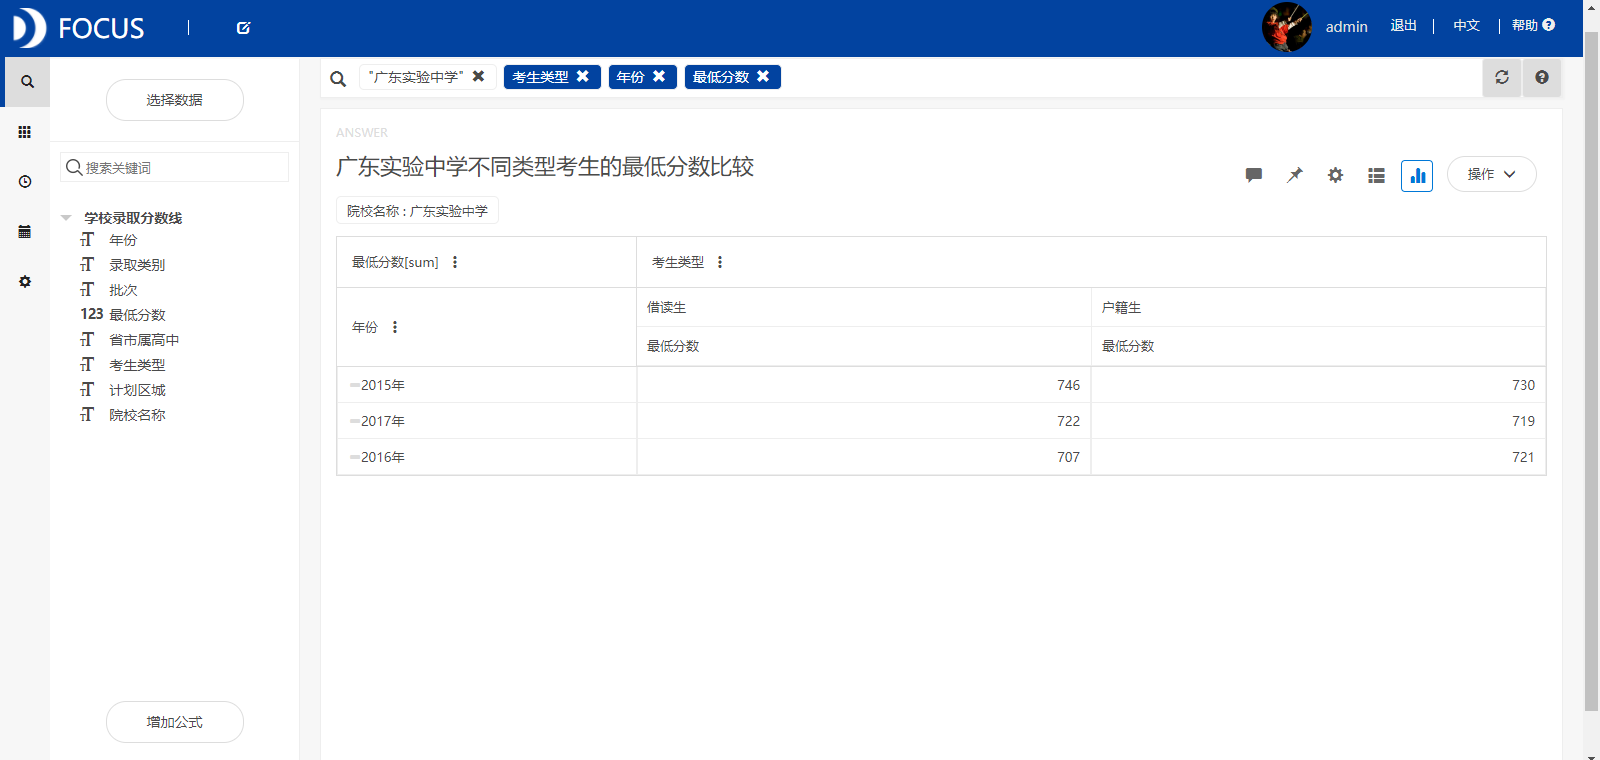 FOCUS
admin 退出 中文 帮助
"广东实验中学" 考生类型 年份 最低分数
选择数据
搜索关键词
学校录取分数线
年份
录取类别
批次
123 最低分数
省市属高中
考生类型
计划区城
院校名称
增加公式
ANSWER
广东实验中学不同类型考生的最低分数比较
操作
院校名称 : 广东实验中学
最低分数[sum] 考生类型
年份 借读生 户籍生
最低分数 最低分数
2015年 746 730
2017年 722 719
2016年 707 721